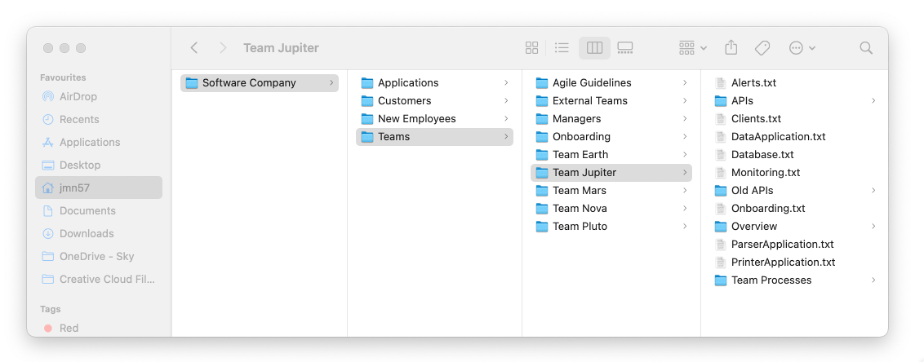 Team Jupiter
Favourites
AirDrop
Recents
Applications
Desktop
jmn57
Documents
Downloads
OneDrive - Sky
Creative Cloud Fil...
Tags
Red
Software Company
Applications
Customers
New Employees
Teams
Agile Guidelines
External Teams
Managers
Onboarding
Team Earth
Team Jupiter
Team Mars
Team Nova
Team Pluto
Alerts.txt
APIs
Clients.txt
DataApplication.txt
Database.txt
Monitoring.txt
Old APIs
Onboarding.txt
Overview
ParserApplication.txt
PrinterApplication.txt
Team Processes